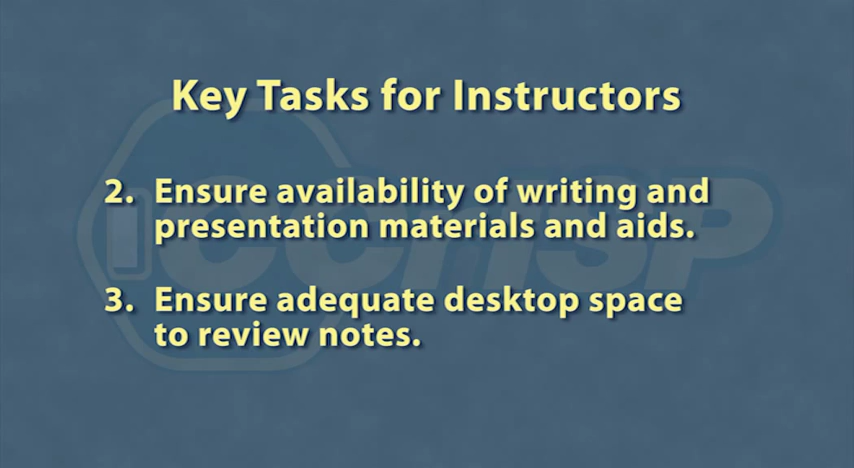 Key Tasks for Instructors
2. Ensure availability of writing and
presentation materials and aids.
3. Ensure adequate desktop space
to review notes.